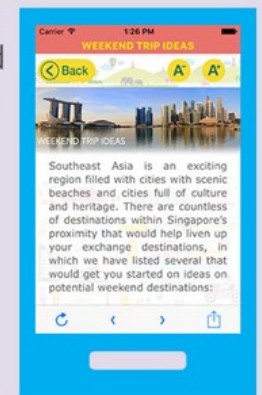 Carrier 1:26 PM
WEEKEND TRIP IDEAS
Back A- A+
WEEKEND TRIP IDEAS
Southeast Asia is an exciting
region filled with cities with scenic
beaches and cities full of culture
and heritage. There are countless
of destinations within Singapore's
proximity that would help liven up
your exchange destinations, in
which we have listed several that
would get you started on ideas on
potential weekend destinations: